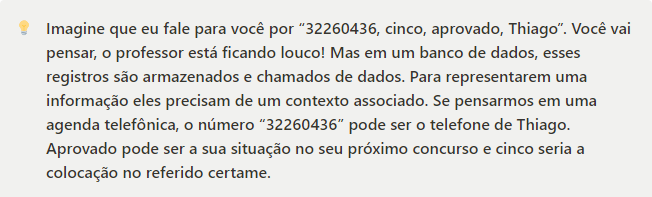 Imagine que eu fale para você por “32260436, cinco, aprovado, Thiago”. Você vai
pensar, o professor está ficando louco! Mas em um banco de dados, esses
registros são armazenados e chamados de dados. Para representarem uma
informação eles precisam de um contexto associado. Se pensarmos em uma
agenda telefônica, o número “32260436” pode ser o telefone de Thiago.
Aprovado pode ser a sua situação no seu próximo concurso e cinco seria a
colocação no referido certame.